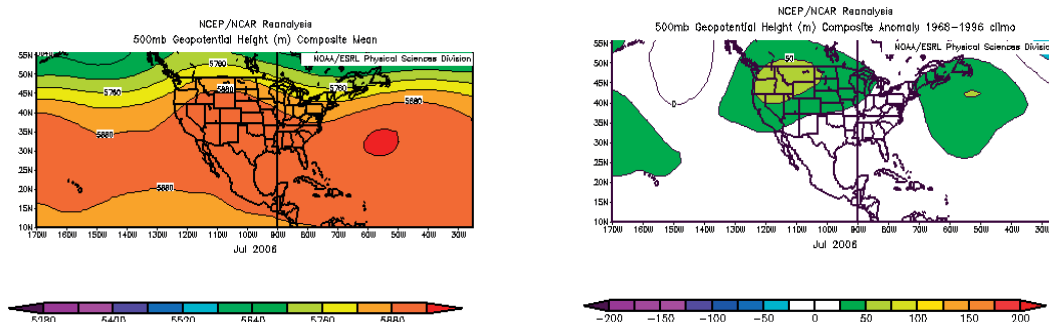 NCEP/NCAR Reanalysis
500mb Geopotential Height (m) Composite Mean
NOAA/ESRL Physical Sciences Division
55N
50N
45N
40N
35N
30N
25N
20N
15N
10N
5760
5760
5760
5880
5880
5880
5880
170W 160W 150W 140W 130W 120W 110W 100W 90W 80W 70W 60W 50W 40W 30W
Jul 2006
5280 5400 5520 5640 5760 5880
NCEP/NCAR Reanalysis
500mb Geopotential Height (m) Composite Anomaly 1968-1996 climo
NOAA/ESRL Physical Sciences Division
55N
50N
45N
40N
35N
30N
25N
20N
15N
10N
50
0
170W 160W 150W 140W 130W 120W 110W 100W 90W 80W 70W 60W 50W 40W 30W
Jul 2006
-200 -150 -100 -50 0 50 100 150 200